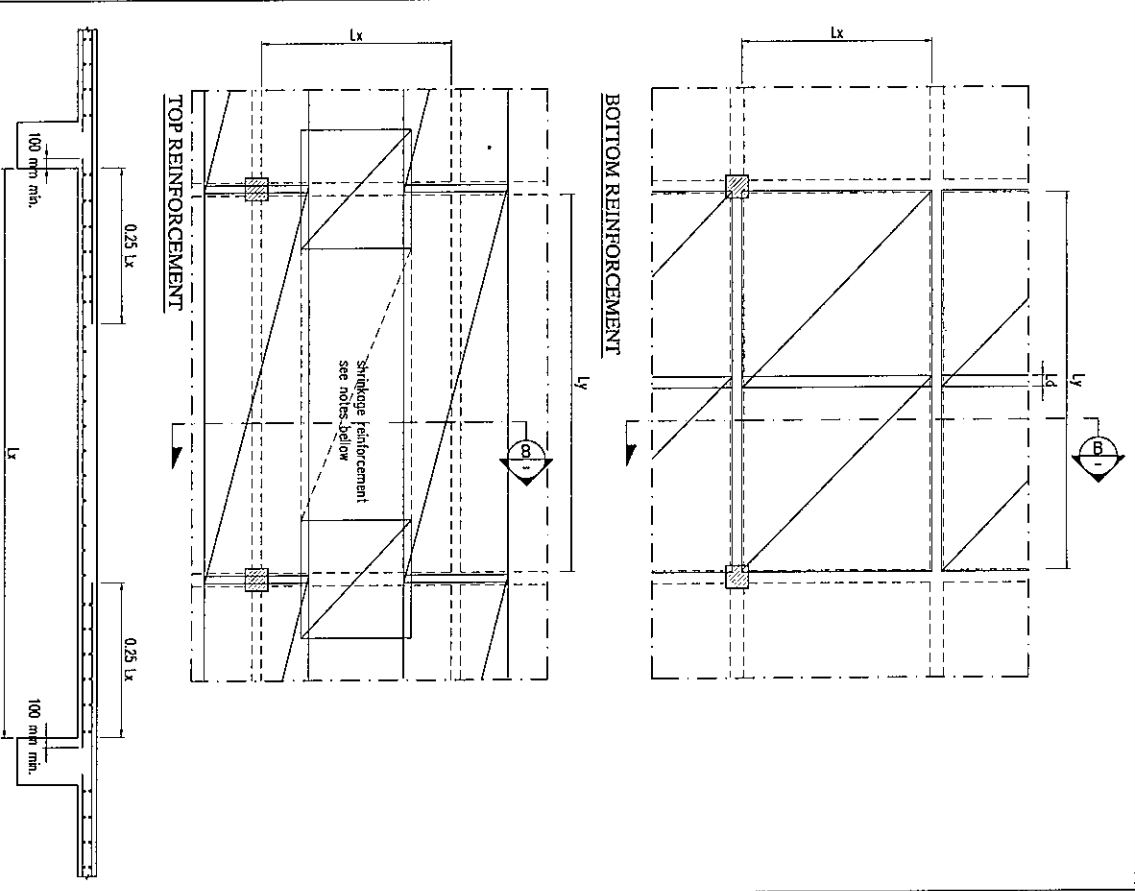 Lx
Ly
Ld
B
-
BOTTOM REINFORCEMENT
Lx
Ly
B
-
shrinkage reinforcement
see notes bellow
TOP REINFORCEMENT
0.25 Lx
0.25 Lx
100 mm min.
100 mm min.
Lx